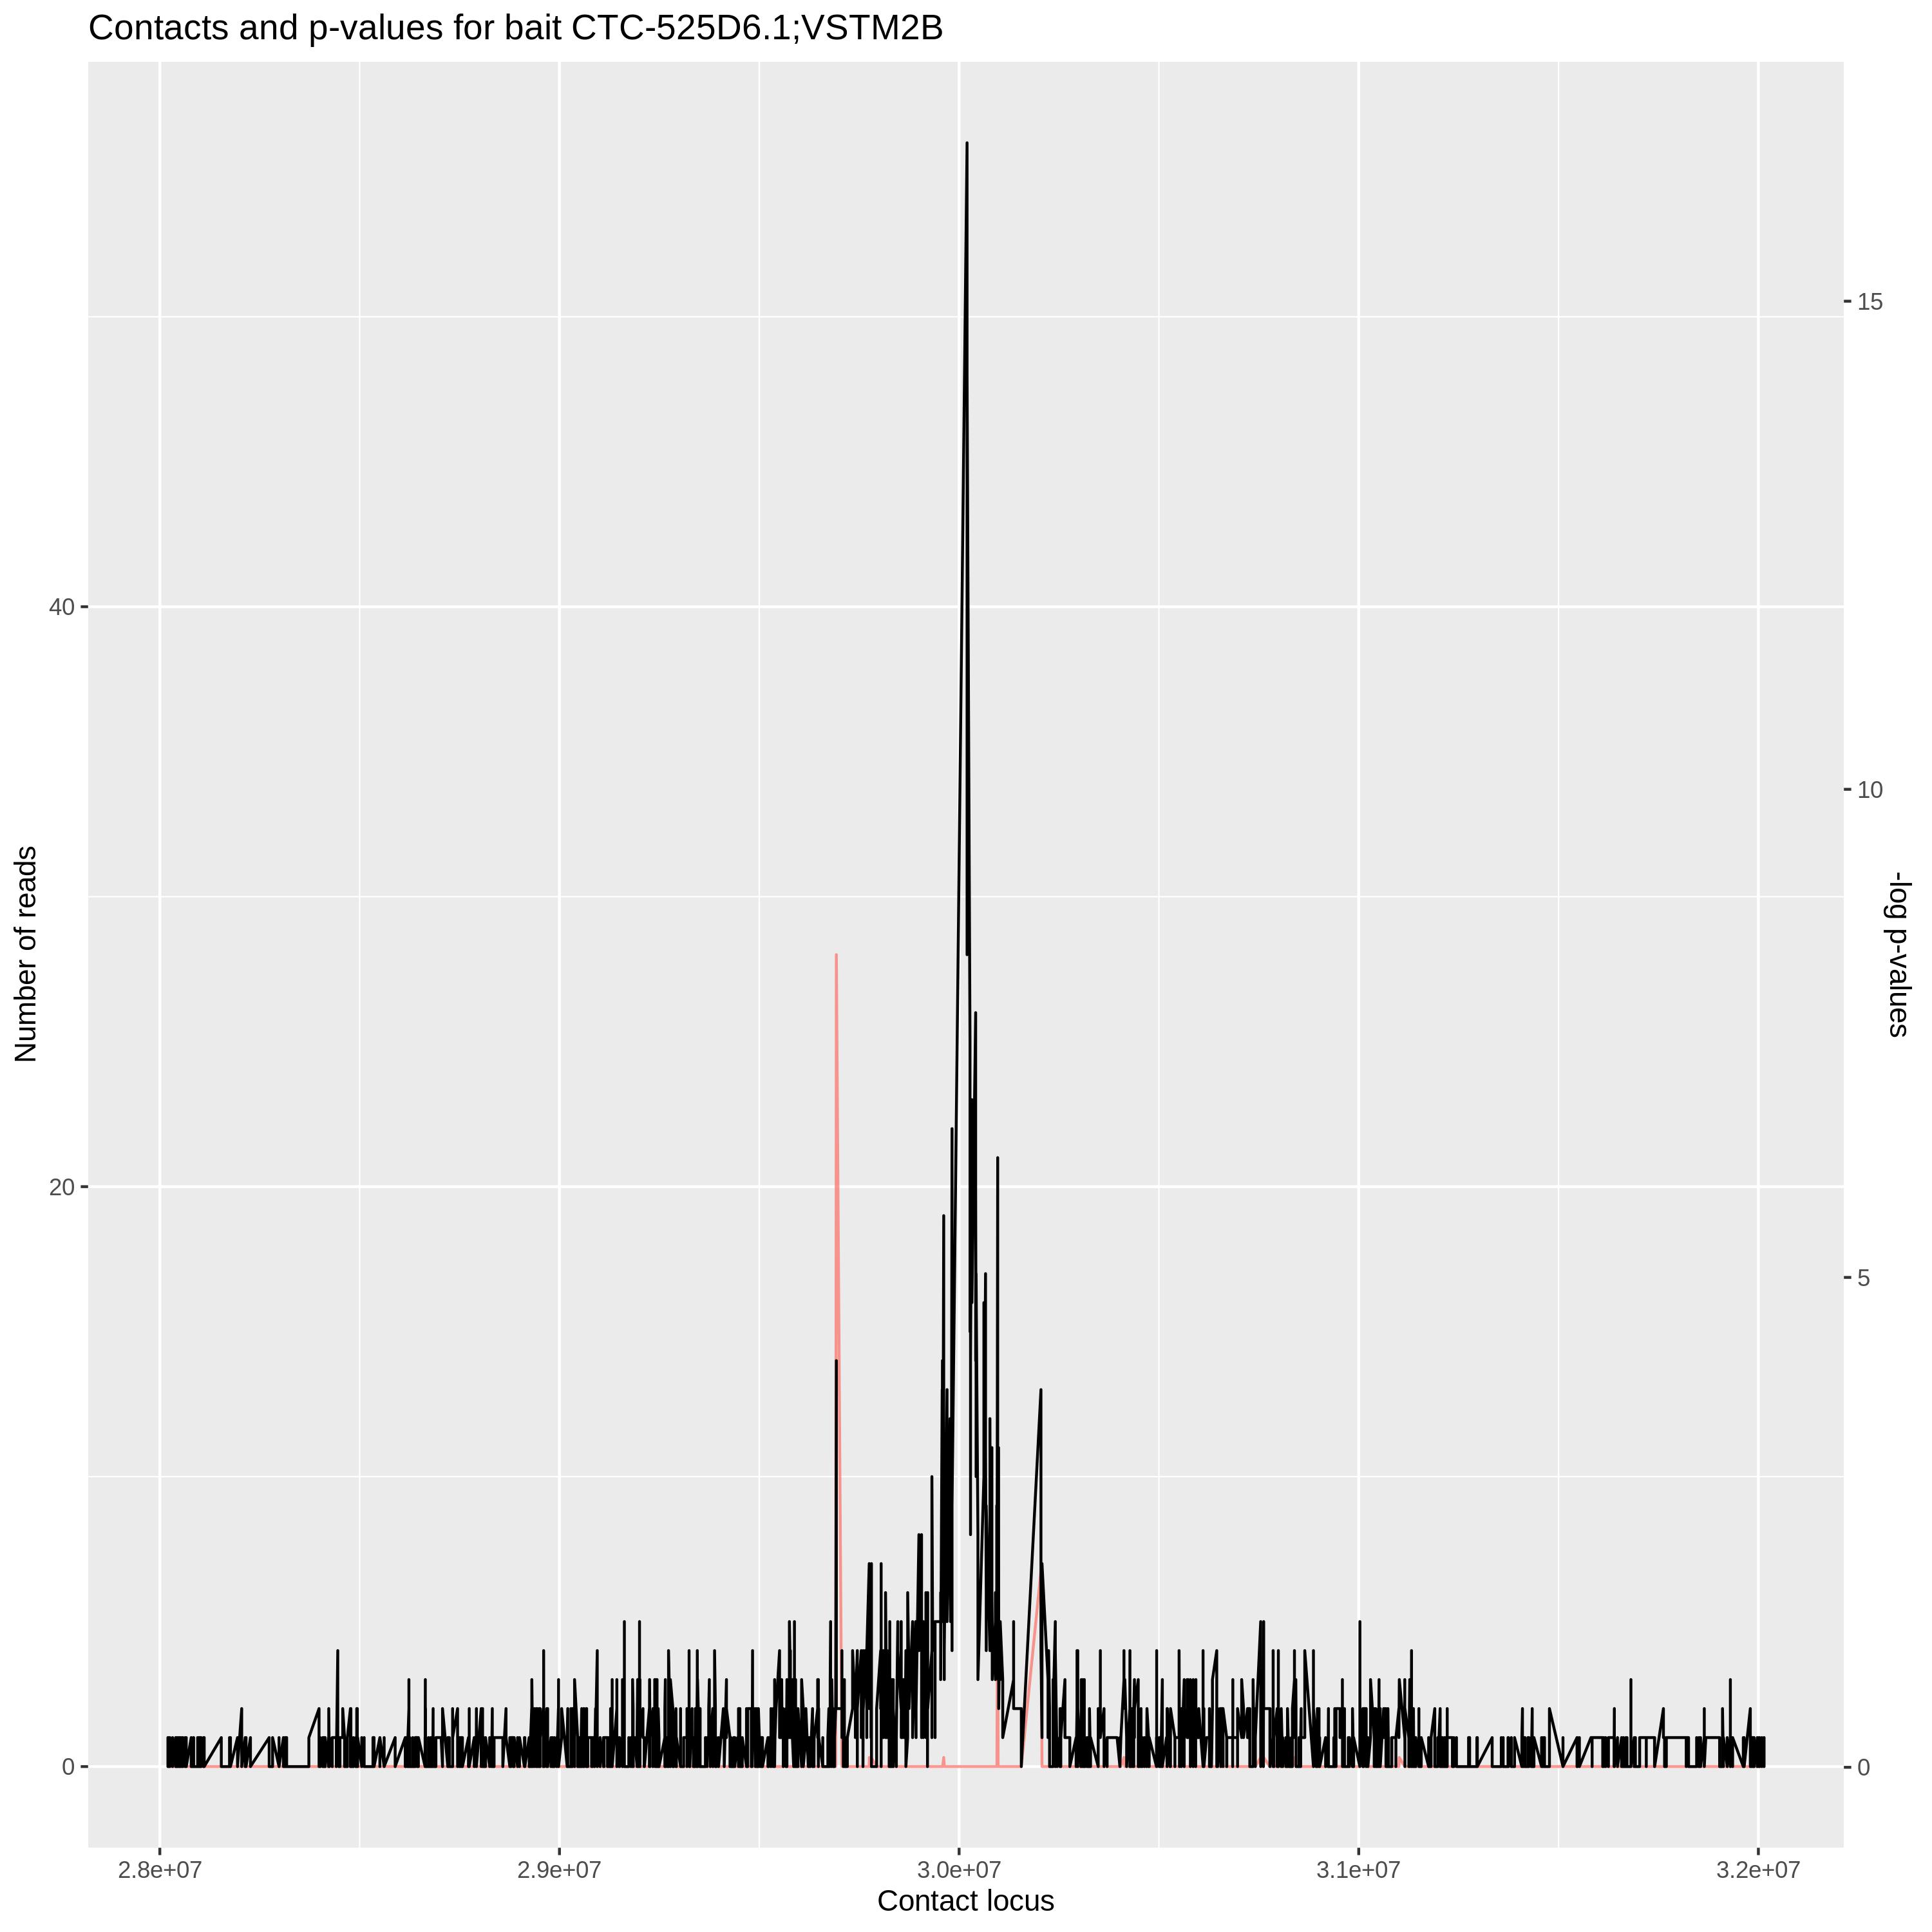 Contacts and p-values for bait CTC-525D6.1;VSTM2B
Number of reads
40
20
0
15
10
5
0
-log p-values
2.8e+07 2.9e+07 3.0e+07 3.1e+07 3.2e+07
Contact locus